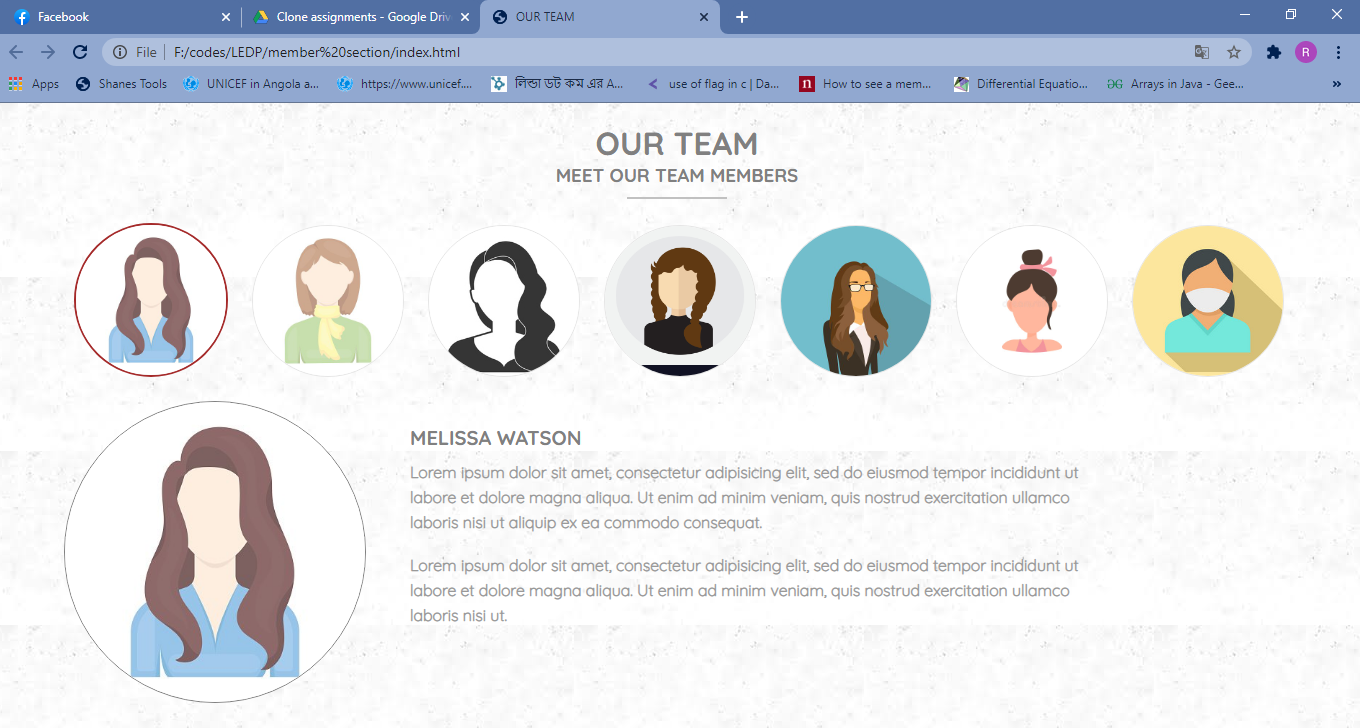 Facebook
Clone assignments - Google Driv
OUR TEAM
File
F:/codes/LEDP/member%20section/index.html
R
Apps
Shanes Tools
UNICEF in Angola a...
https://www.unicef....
লিন্ডা ডট কম এর A...
use of flag in c | Da...
n
How to see a mem...
Differential Equatio...
Arrays in Java - Gee...
OUR TEAM
MEET OUR TEAM MEMBERS
MELISSA WATSON
Lorem ipsum dolor sit amet, consectetur adipisicing elit, sed do eiusmod tempor incididunt ut
labore et dolore magna aliqua. Ut enim ad minim veniam, quis nostrud exercitation ullamco
laboris nisi ut aliquip ex ea commodo consequat.
Lorem ipsum dolor sit amet, consectetur adipisicing elit, sed do eiusmod tempor incididunt ut
labore et dolore magna aliqua. Ut enim ad minim veniam, quis nostrud exercitation ullamco
laboris nisi ut.